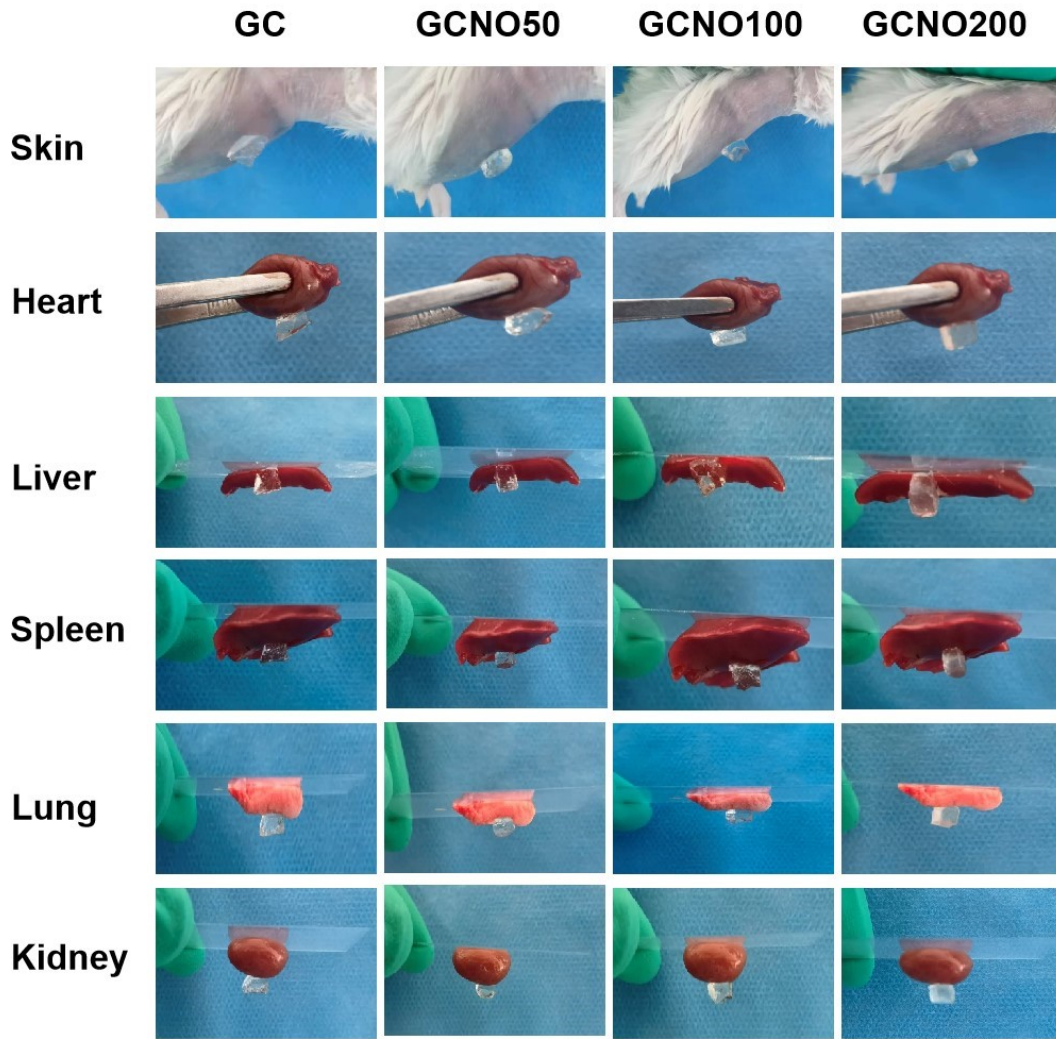 GC GCNO50 GCNO100 GCNO200
Skin
Heart
Liver
Spleen
Lung
Kidney